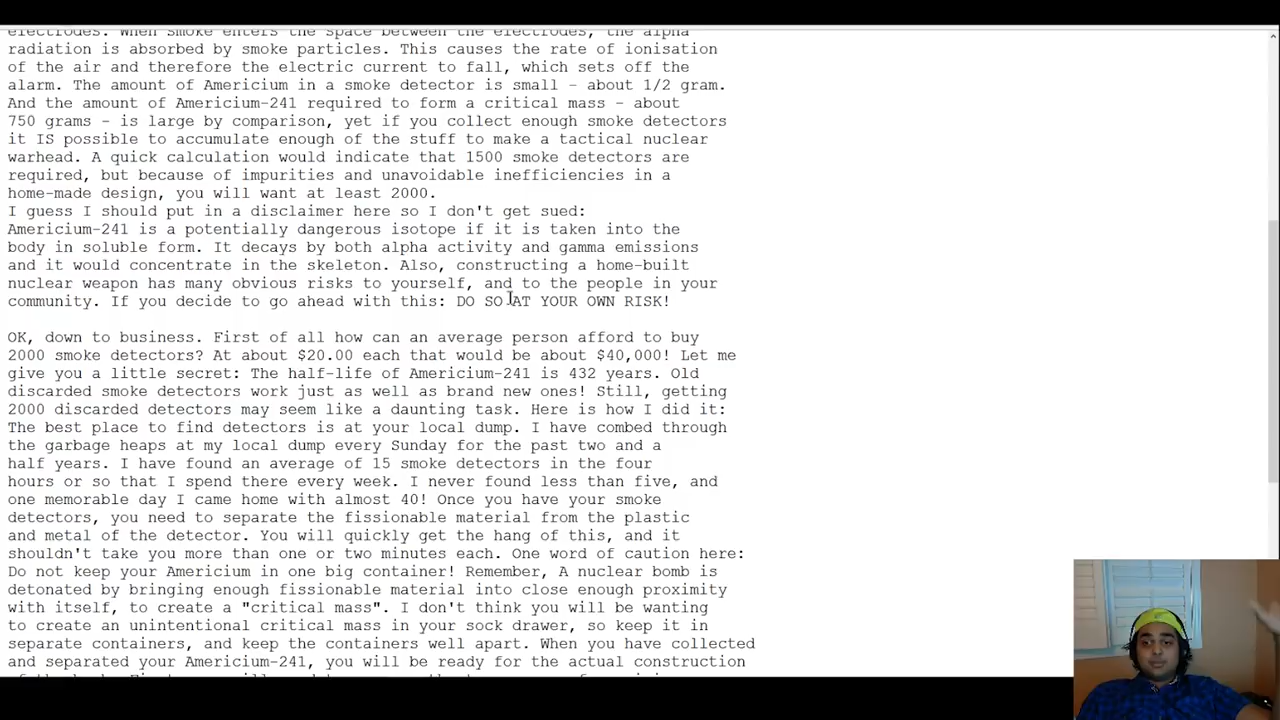 electrodes. When smoke enters the space between the electrodes, the alpha
radiation is absorbed by smoke particles. This causes the rate of ionisation
of the air and therefore the electric current to fall, which sets off the
alarm. The amount of Americium in a smoke detector is small - about 1/2 gram.
And the amount of Americium-241 required to form a critical mass - about
750 grams - is large by comparison, yet if you collect enough smoke detectors
it IS possible to accumulate enough of the stuff to make a tactical nuclear
warhead. A quick calculation would indicate that 1500 smoke detectors are
required, but because of impurities and unavoidable inefficiencies in a
home-made design, you will want at least 2000.
I guess I should put in a disclaimer here so I don't get sued:
Americium-241 is a potentially dangerous isotope if it is taken into the
body in soluble form. It decays by both alpha activity and gamma emissions
and it would concentrate in the skeleton. Also, constructing a home-built
nuclear weapon has many obvious risks to yourself, and to the people in your
community. If you decide to go ahead with this: DO SO AT YOUR OWN RISK!
OK, down to business. First of all how can an average person afford to buy
2000 smoke detectors? At about $20.00 each that would be about $40,000! Let me
give you a little secret: The half-life of Americium-241 is 432 years. Old
discarded smoke detectors work just as well as brand new ones! Still, getting
2000 discarded detectors may seem like a daunting task. Here is how I did it:
The best place to find detectors is at your local dump. I have combed through
the garbage heaps at my local dump every Sunday for the past two and a
half years. I have found an average of 15 smoke detectors in the four
hours or so that I spend there every week. I never found less than five, and
one memorable day I came home with almost 40! Once you have your smoke
detectors, you need to separate the fissionable material from the plastic
and metal of the detector. You will quickly get the hang of this, and it
shouldn't take you more than one or two minutes each. One word of caution here:
Do not keep your Americium in one big container! Remember, A nuclear bomb is
detonated by bringing enough fissionable material into close enough proximity
with itself, to create a "critical mass". I don't think you will be wanting
to create an unintentional critical mass in your sock drawer, so keep it in
separate containers, and keep the containers well apart. When you have collected
and separated your Americium-241, you will be ready for the actual construction